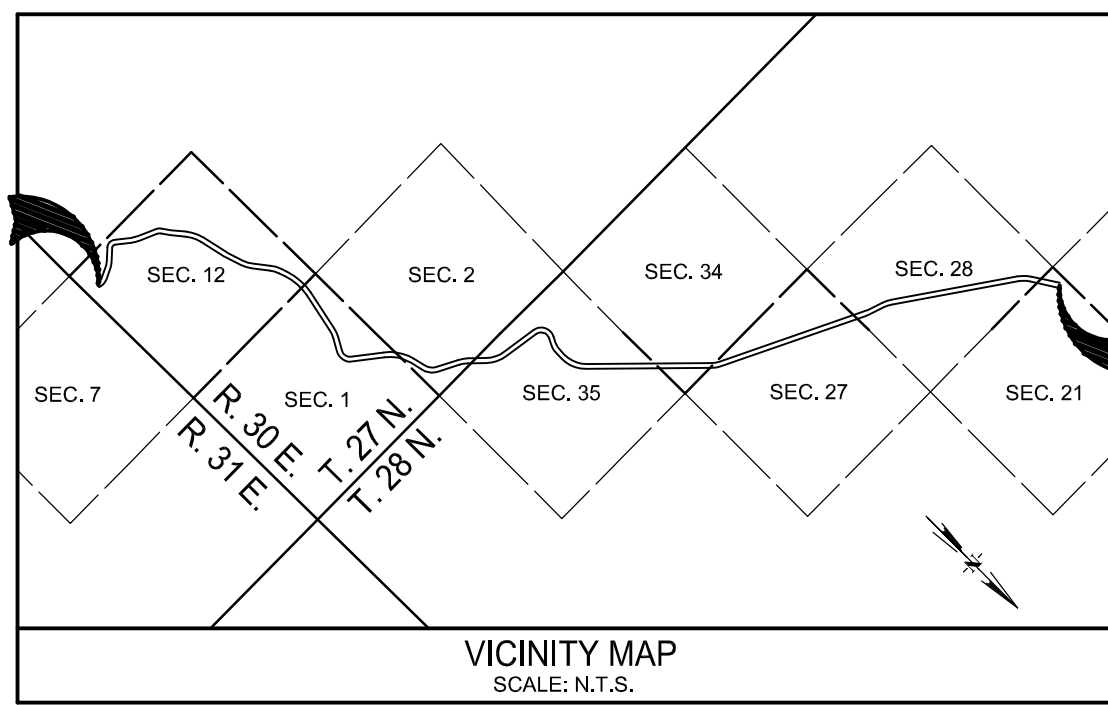 SEC. 12
SEC. 2
SEC. 34
SEC. 28
SEC. 7
SEC. 1
SEC. 35
SEC. 27
SEC. 21
R. 30 E.
R. 31 E.
T. 27 N.
T. 28 N.
N
VICINITY MAP
SCALE: N.T.S.